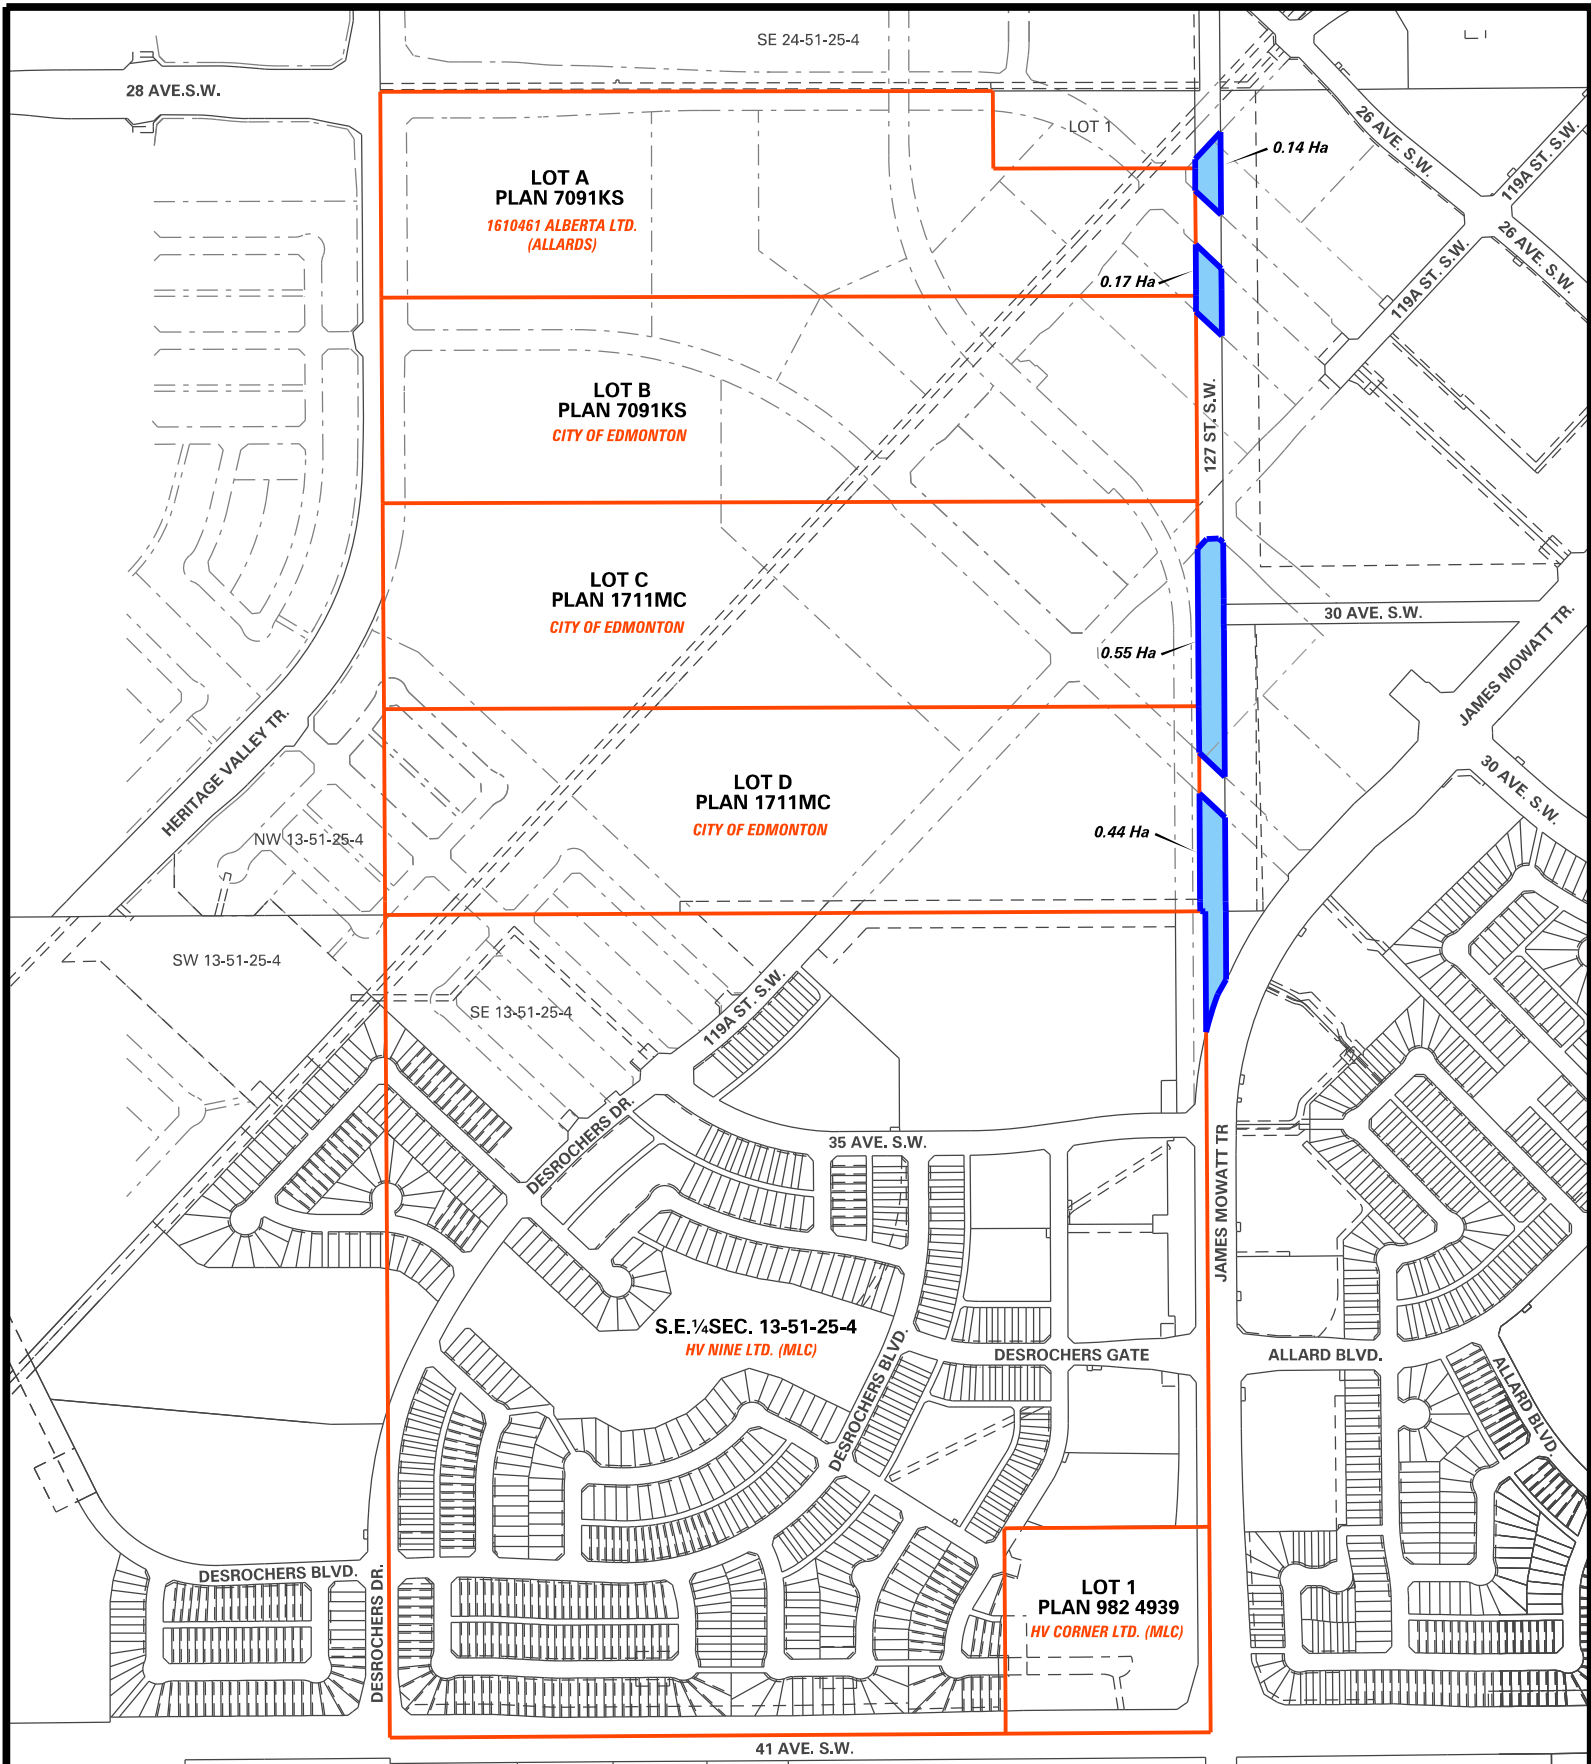 SE 24-51-25-4
28 AVE.S.W.
LOT 1
26 AVE. S.W.
119A ST. S.W.
0.14 Ha
LOT A
PLAN 7091KS
1610461 ALBERTA LTD.
(ALLARDS)
26 AVE. S.W.
119A ST. S.W.
0.17 Ha
LOT B
PLAN 7091KS
CITY OF EDMONTON
127 ST. S.W.
LOT C
PLAN 1711MC
CITY OF EDMONTON
30 AVE. S.W.
0.55 Ha
JAMES MOWATT TR.
HERITAGE VALLEY TR.
LOT D
PLAN 1711MC
CITY OF EDMONTON
30 AVE. S.W.
0.44 Ha
NW 13-51-25-4
SW 13-51-25-4
SE 13-51-25-4
119A ST. S.W.
DESROCHERS DR.
35 AVE. S.W.
JAMES MOWATT TR
S.E.¼SEC. 13-51-25-4
HV NINE LTD. (MLC)
DESROCHERS BLVD.
DESROCHERS GATE
ALLARD BLVD.
ALLARD BLVD.
DESROCHERS BLVD.
DESROCHERS DR.
LOT 1
PLAN 982 4939
HV CORNER LTD. (MLC)
41 AVE. S.W.